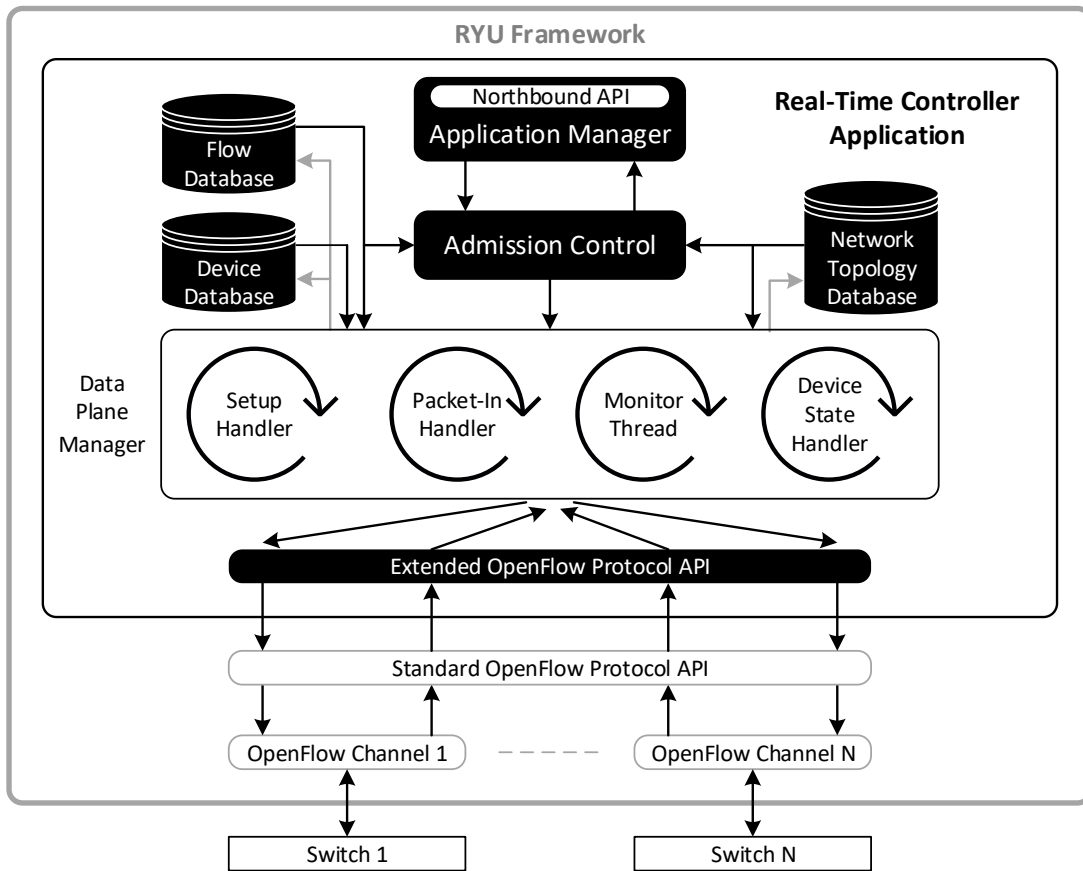 RYU Framework
Northbound API
Application Manager
Real-Time Controller
Application
Flow
Database
Admission Control
Device
Database
Network
Topology
Database
Data
Plane
Manager
Setup
Handler
Packet-In
Handler
Monitor
Thread
Device
State
Handler
Extended OpenFlow Protocol API
Standard OpenFlow Protocol API
OpenFlow Channel 1
OpenFlow Channel N
Switch 1
Switch N